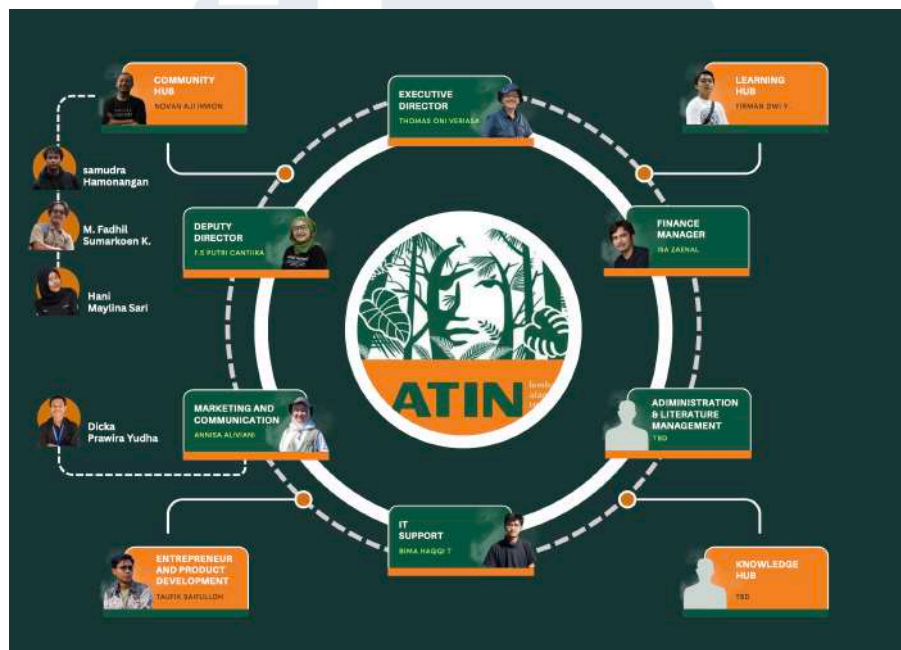 COMMUNITY
HUB
NOVAN AJI IMRON
EXECUTIVE
DIRECTOR
THOMAS ONI VERIASA
LEARNING
HUB
FIRMAN DWI Y.
samudra
Hamonangan
M. Fadhil
Sumarkoen K.
Hani
Maylina Sari
DEPUTY
DIRECTOR
F.S PUTRI CANTIIKA
FINANCE
MANAGER
ISA ZAENAL
ATIN
MARKETING AND
COMMUNICATION
ANNISA ALIVIANI
ADIMINISTRATION
& LITERATURE
MANAGEMENT
TBD
Dicka
Prawira Yudha
IT
SUPPORT
BIMA HAQQI T
ENTREPRENEUR
AND PRODUCT
DEVELOPMENT
TAUFIK SAIFULLOH
KNOWLEDGE
HUB
TBD